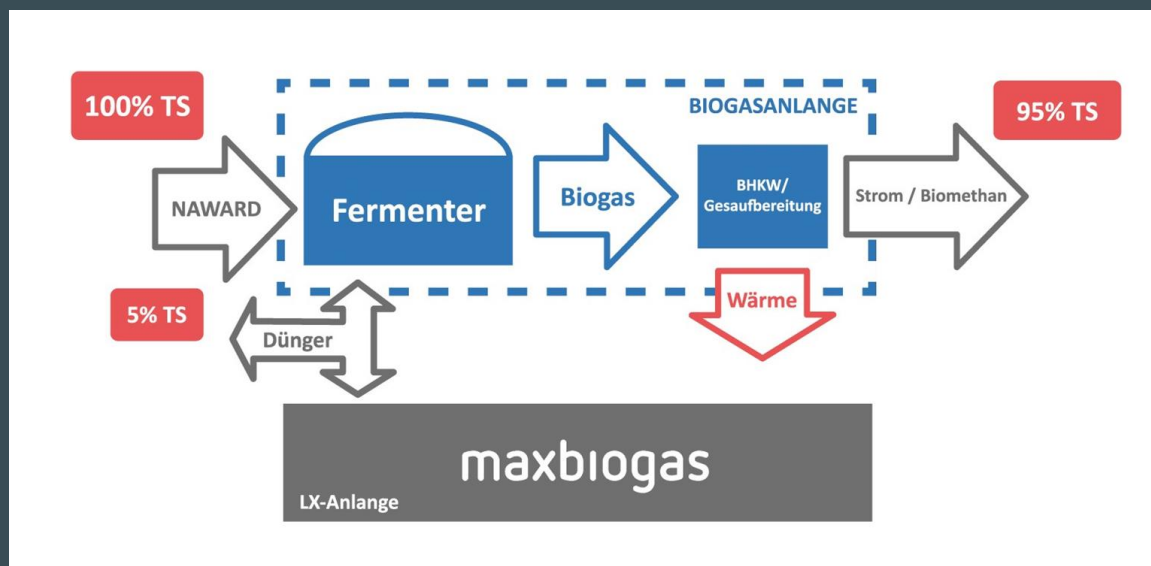 100% TS
BIOGASANLANGE
95% TS
NAWARD
Fermenter
Biogas
BHKW/
Gesaufbereitung
Strom / Biomethan
5% TS
Dünger
Wärme
maxbiogas
LX-Anlange